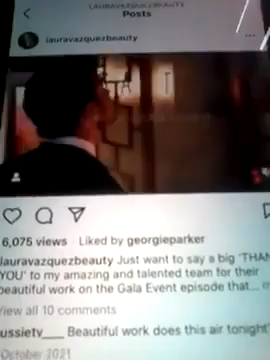 LAURAVAZQUEZBEAUTY
Posts
lauravazquezbeauty
6,075 views · Liked by georgieparker
lauravazquezbeauty Just want to say a big 'THAN
YOU' to my amazing and talented team for their
beautiful work on the Gala Event episode that... m
View all 10 comments
ussietv___ Beautiful work does this air tonight
October 2021